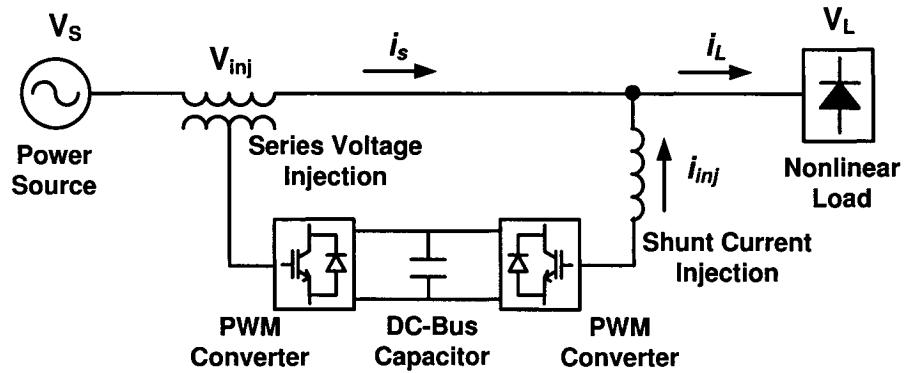 V_S
V_inj
i_s
i_L
V_L
Power
Source
Series Voltage
Injection
i_inj
Nonlinear
Load
Shunt Current
Injection
PWM
Converter
DC-Bus
Capacitor
PWM
Converter